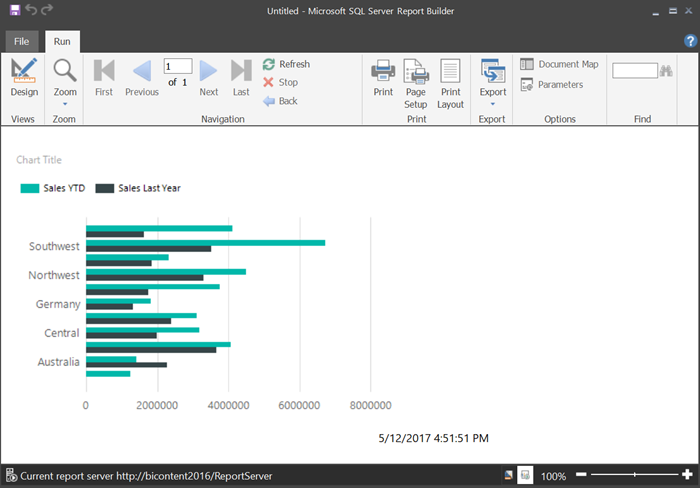 Untitled - Microsoft SQL Server Report Builder
File Run
Design
Views
Zoom
Zoom
First
Previous
1
of 1
Next
Last
Refresh
Stop
Back
Navigation
Print
Page Setup
Print Layout
Print
Export
Export
Document Map
Parameters
Options
Find
Chart Title
Sales YTD Sales Last Year
Southwest
Northwest
Germany
Central
Australia
0 2000000 4000000 6000000 8000000
5/12/2017 4:51:51 PM
Current report server http://bicontent2016/ReportServer
100%